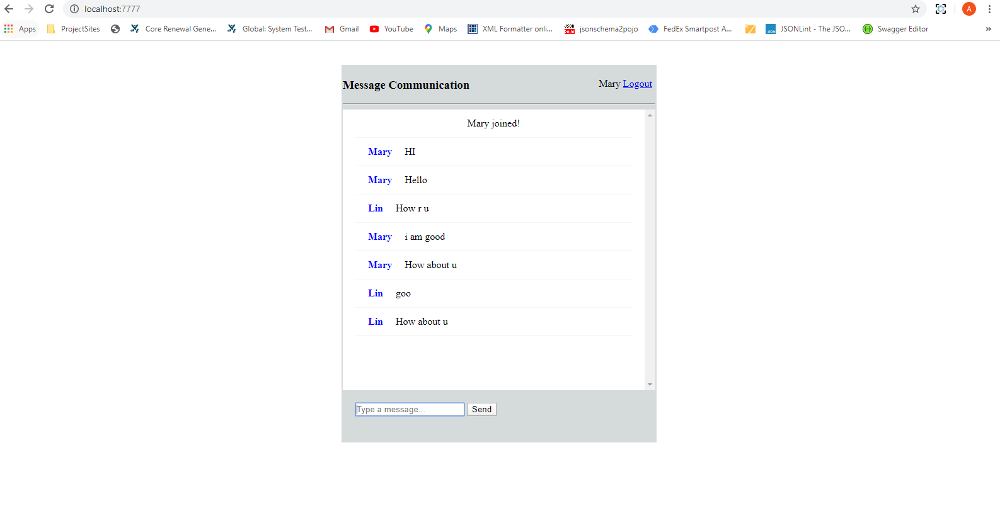 localhost:7777
A
Apps ProjectSites Core Renewal Gene... Global: System Test... Gmail YouTube Maps XML Formatter onli... jsonschema2pojo FedEx Smartpost A... JSONLint - The JSO... Swagger Editor »
Message Communication Mary Logout
Mary joined!
Mary HI
Mary Hello
Lin How r u
Mary i am good
Mary How about u
Lin goo
Lin How about u
Type a message... Send